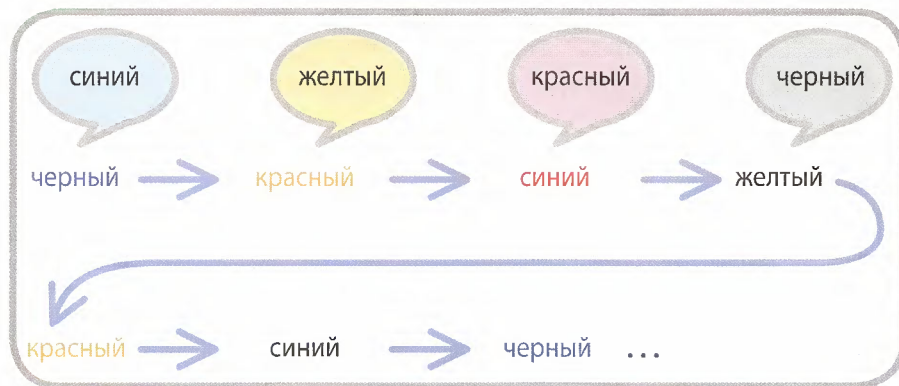 синий желтый красный черный
черный красный синий желтый
красный синий черный ...